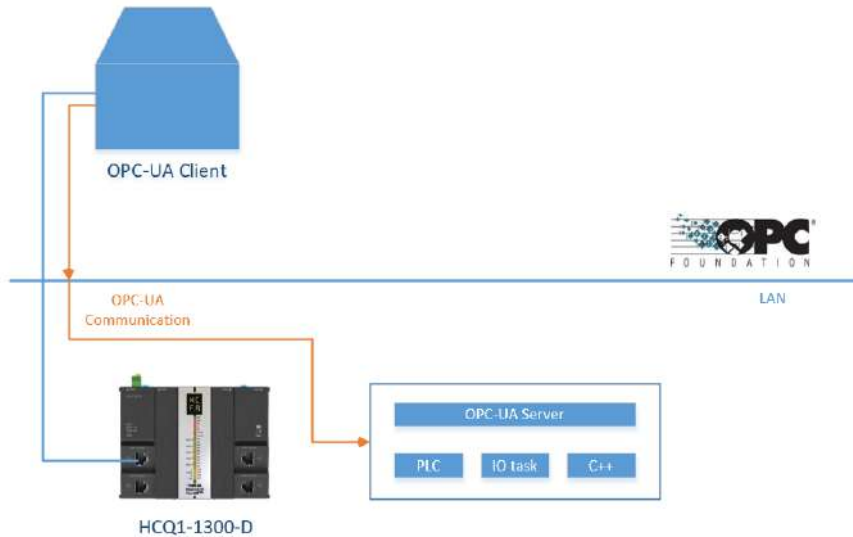 OPC-UA Client
OPC®
FOUNDATION
LAN
OPC-UA
Communication
OPC-UA Server
PLC
IO task
C++
HCQ1-1300-D